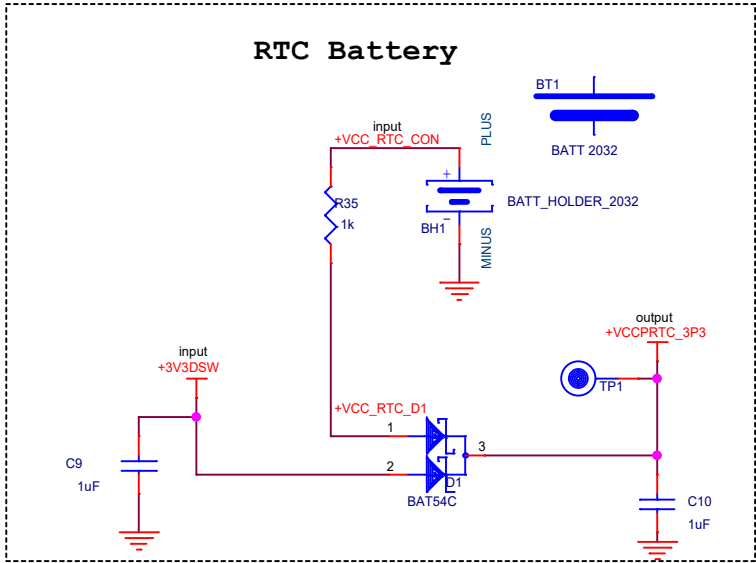 RTC Battery
BT1
BATT 2032
input
+VCC_RTC_CON
PLUS
R35
1k
+
BATT_HOLDER_2032
BH1
−
MINUS
output
+VCCPRTC_3P3
input
+3V3DSW
TP1
+VCC_RTC_D1
1
3
2
D1
BAT54C
C9
1uF
C10
1uF